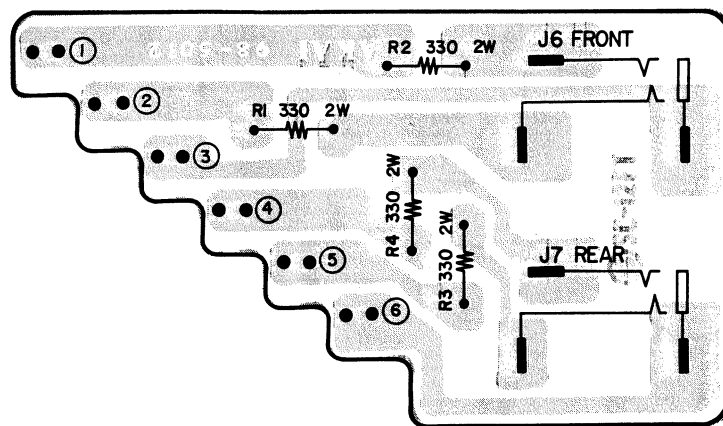 ①
②
③
④
⑤
⑥
R1 330 2W
R2 330 2W
R4 330 2W
R3 330 2W
J6 FRONT
J7 REAR